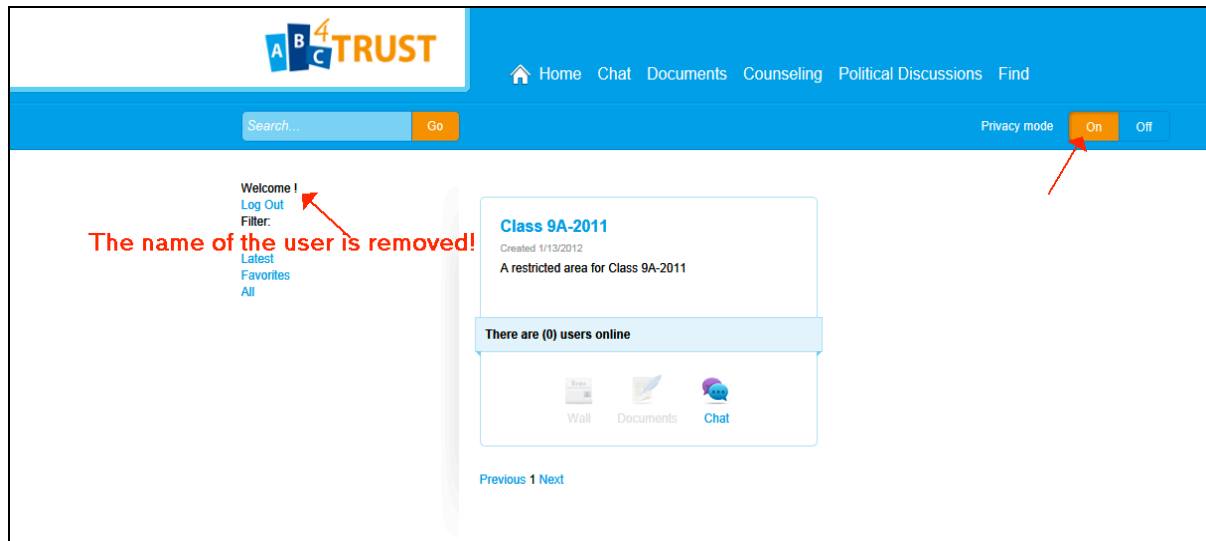 ABC4TRUST
Home Chat Documents Counseling Political Discussions Find
Search... Go
Privacy mode On Off
Welcome !
Log Out
Filter:
The name of the user is removed!
Latest
Favorites
All
Class 9A-2011
Created 1/13/2012
A restricted area for Class 9A-2011
There are (0) users online
Wall Documents Chat
Previous 1 Next